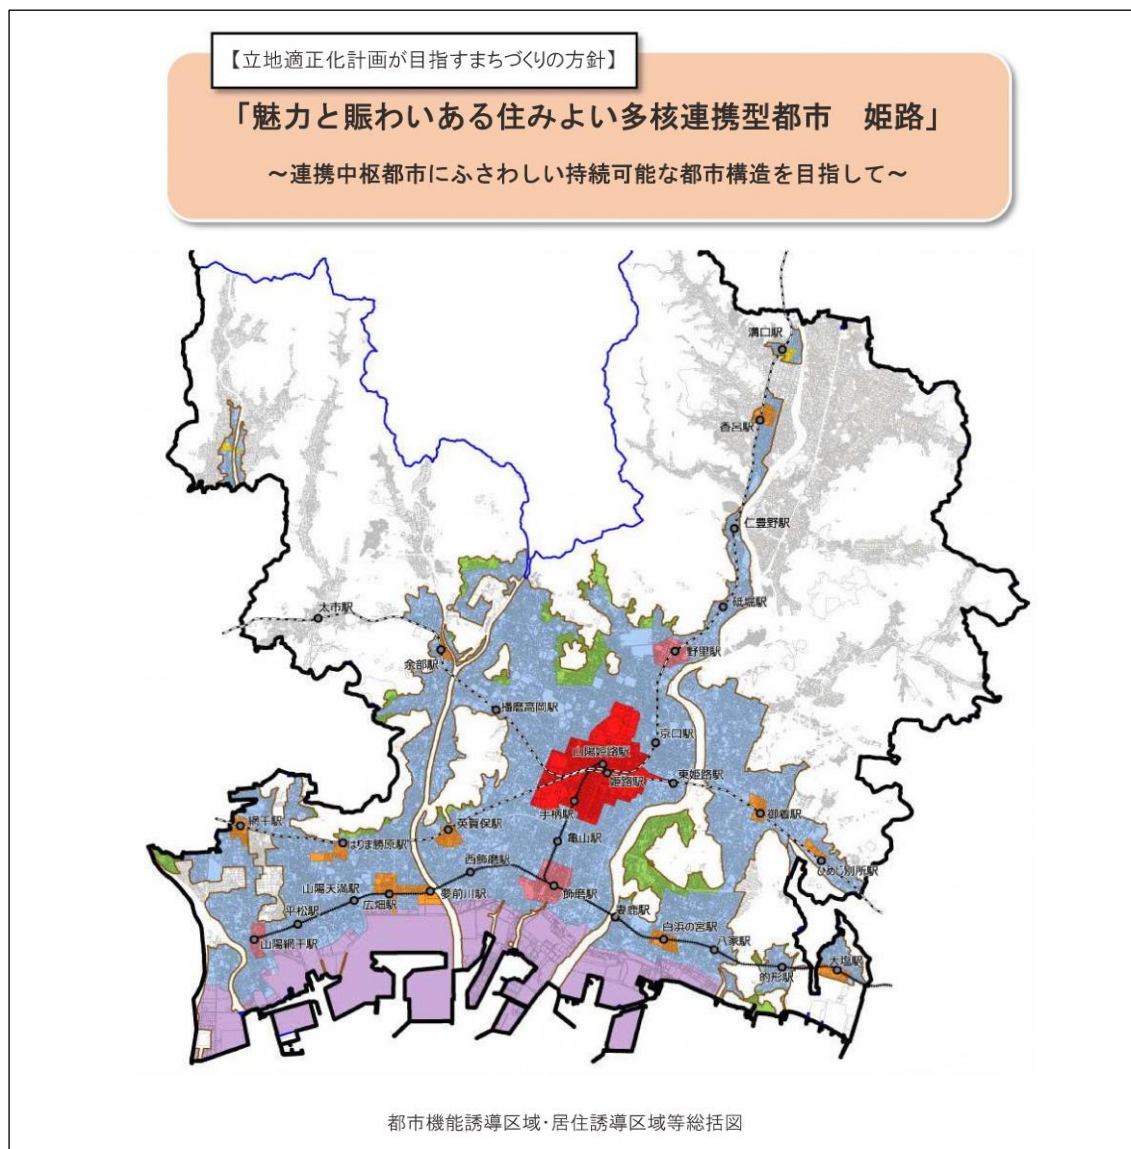 【立地適正化計画が目指すまちづくりの方針】
「魅力と賑わいある住みよい多核連携型都市　姫路」
～連携中枢都市にふさわしい持続可能な都市構造を目指して～
溝口駅
香呂駅
仁豊野駅
砥堀駅
太市駅
余部駅
野里駅
播磨高岡駅
京口駅
山陽姫路駅
姫路駅
東姫路駅
手柄駅
御着駅
網干駅
はりま勝原駅
英賀保駅
亀山駅
ひめじ別所駅
西飾磨駅
山陽天満駅
広畑駅
夢前川駅
飾磨駅
平松駅
妻鹿駅
白浜の宮駅
山陽網干駅
八家駅
的形駅
大塩駅
都市機能誘導区域・居住誘導区域等総括図